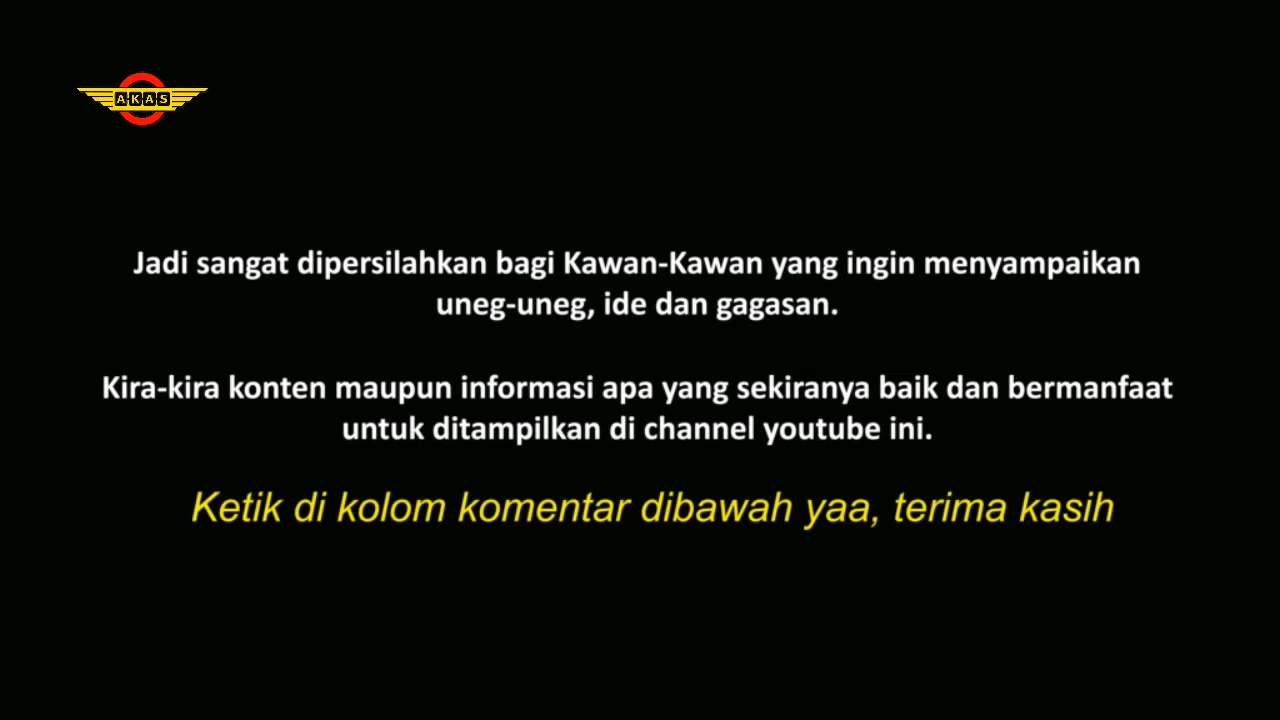 AKAS
Jadi sangat dipersilahkan bagi Kawan-Kawan yang ingin menyampaikan
uneg-uneg, ide dan gagasan.
Kira-kira konten maupun informasi apa yang sekiranya baik dan bermanfaat
untuk ditampilkan di channel youtube ini.
Ketik di kolom komentar dibawah yaa, terima kasih